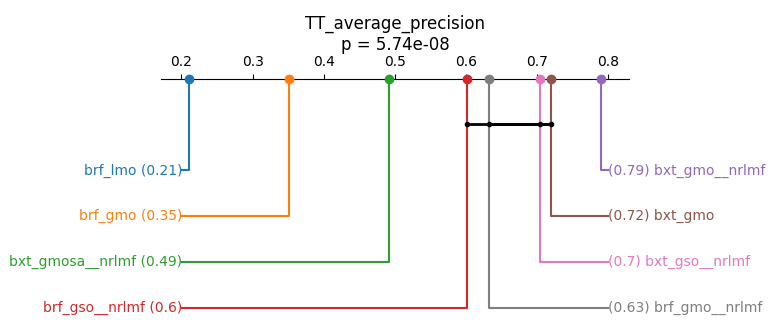 TT_average_precision
p = 5.74e-08
0.2 0.3 0.4 0.5 0.6 0.7 0.8
brf_lmo (0.21) (0.79) bxt_gmo__nrlmf
brf_gmo (0.35) (0.72) bxt_gmo
bxt_gmosa__nrlmf (0.49) (0.7) bxt_gso__nrlmf
brf_gso__nrlmf (0.6) (0.63) brf_gmo__nrlmf